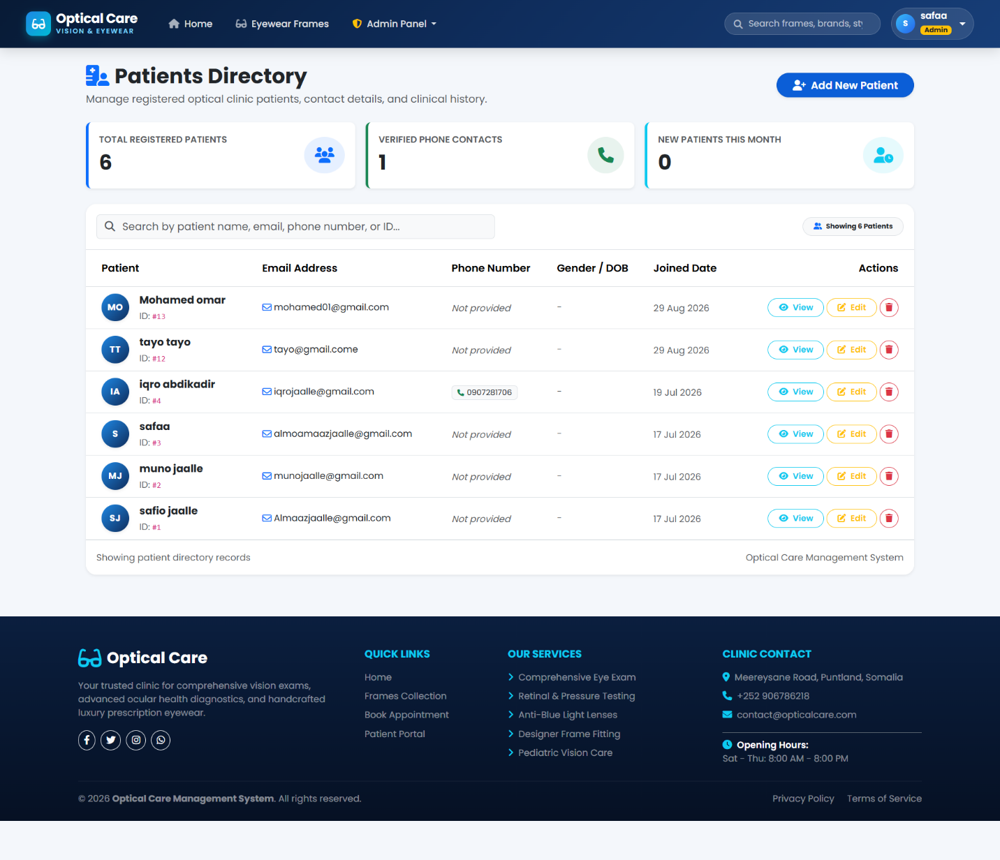 Optical Care
VISION & EYEWEAR
Home
Eyewear Frames
Admin Panel
Search frames, brands, sty
S
safaa
Admin
Patients Directory
Manage registered optical clinic patients, contact details, and clinical history.
Add New Patient
TOTAL REGISTERED PATIENTS
6
VERIFIED PHONE CONTACTS
1
NEW PATIENTS THIS MONTH
0
Search by patient name, email, phone number, or ID...
Showing 6 Patients
Patient Email Address Phone Number Gender / DOB Joined Date Actions
MO Mohamed omar
ID: #13
mohamed01@gmail.com Not provided - 29 Aug 2026 View Edit
TT tayo tayo
ID: #12
tayo@gmail.come Not provided - 29 Aug 2026 View Edit
IA iqro abdikadir
ID: #4
iqrojaalle@gmail.com 0907281706 - 19 Jul 2026 View Edit
S safaa
ID: #3
almoamaazjaalle@gmail.com Not provided - 17 Jul 2026 View Edit
MJ muno jaalle
ID: #2
munojaalle@gmail.com Not provided - 17 Jul 2026 View Edit
SJ safio jaalle
ID: #1
Almaazjaalle@gmail.com Not provided - 17 Jul 2026 View Edit
Showing patient directory records
Optical Care Management System
Optical Care
Your trusted clinic for comprehensive vision exams,
advanced ocular health diagnostics, and handcrafted
luxury prescription eyewear.
QUICK LINKS
Home
Frames Collection
Book Appointment
Patient Portal
OUR SERVICES
Comprehensive Eye Exam
Retinal & Pressure Testing
Anti-Blue Light Lenses
Designer Frame Fitting
Pediatric Vision Care
CLINIC CONTACT
Meereysane Road, Puntland, Somalia
+252 906786218
contact@opticalcare.com
Opening Hours:
Sat - Thu: 8:00 AM - 8:00 PM
© 2026 Optical Care Management System. All rights reserved.
Privacy Policy
Terms of Service